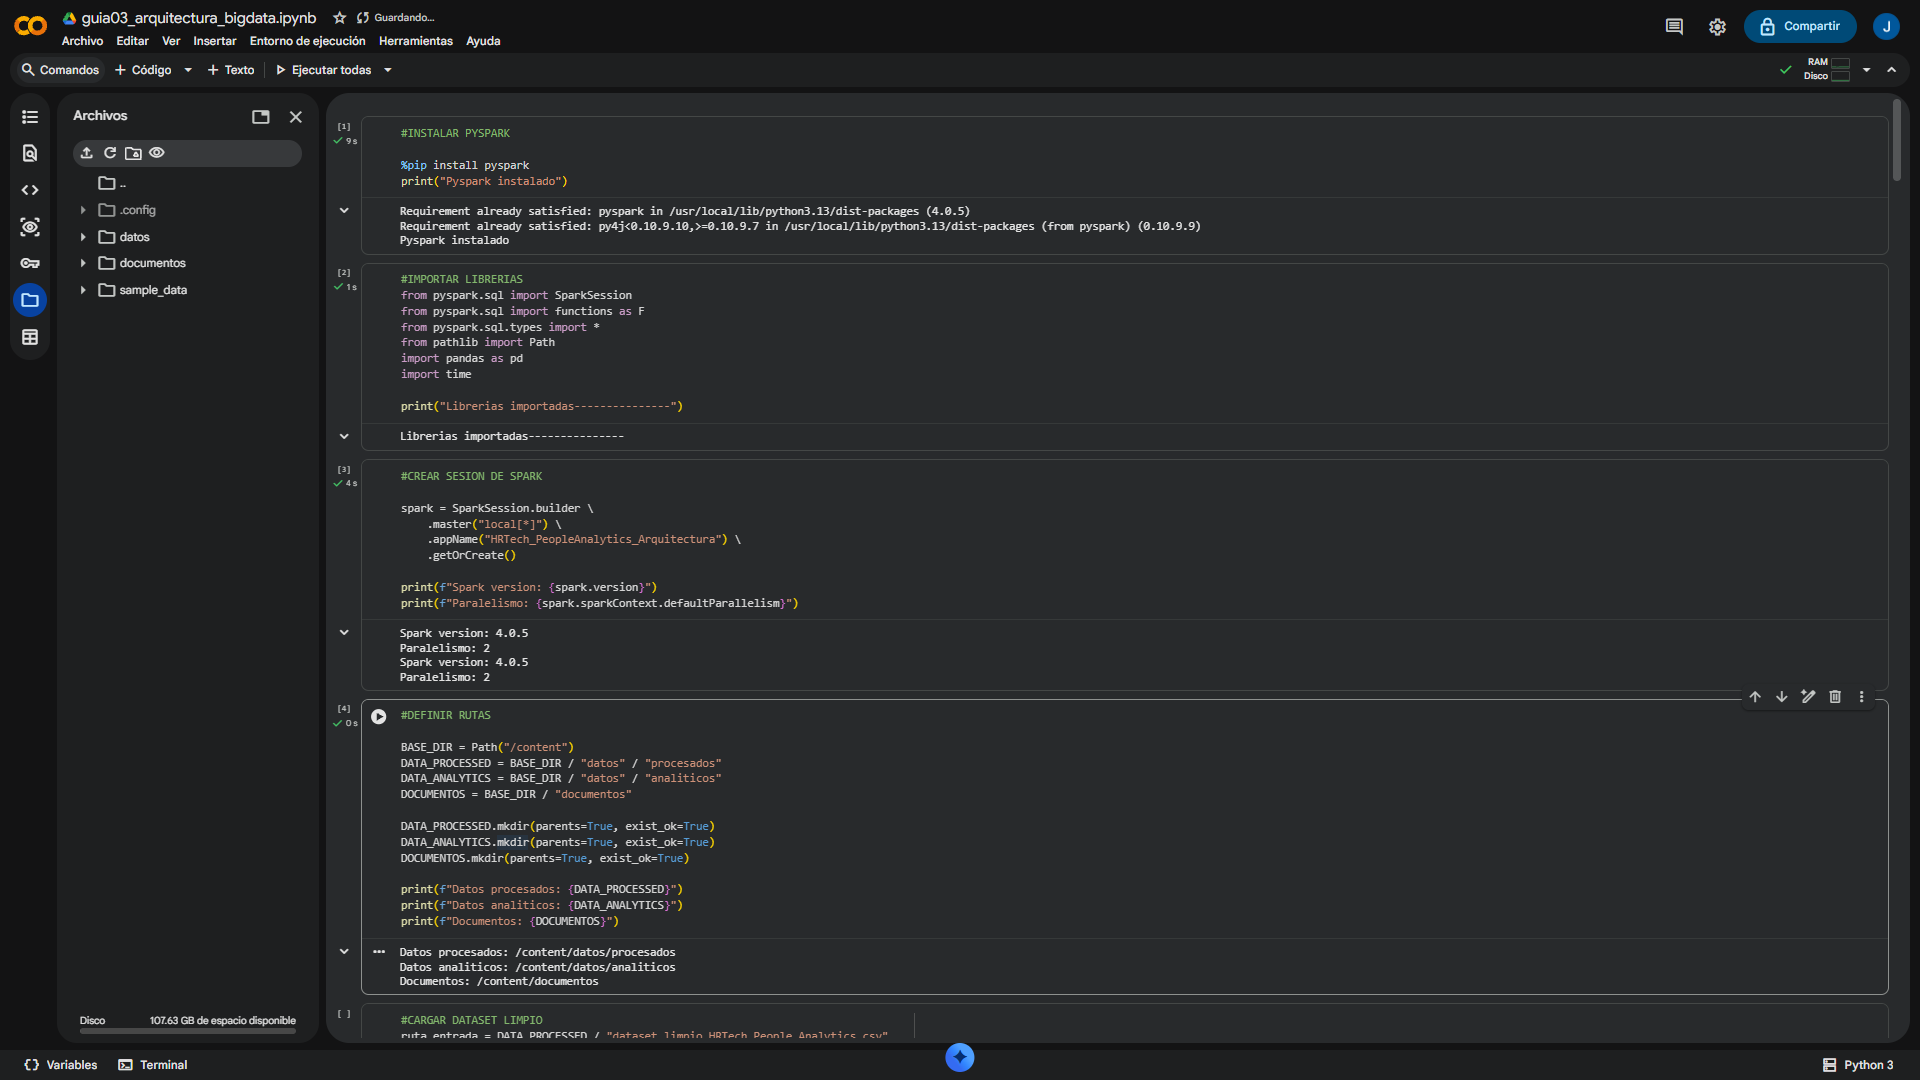 guia03_arquitectura_bigdata.ipynb
Guardando...
Archivo Editar Ver Insertar Entorno de ejecución Herramientas Ayuda
Compartir
J
Comandos + Código + Texto Ejecutar todas
RAM
Disco
Archivos
..
.config
datos
documentos
sample_data
Disco 107.63 GB de espacio disponible
[1]
9 s
#INSTALAR PYSPARK
%pip install pyspark
print("Pyspark instalado")
Requirement already satisfied: pyspark in /usr/local/lib/python3.13/dist-packages (4.0.5)
Requirement already satisfied: py4j<0.10.9.10,>=0.10.9.7 in /usr/local/lib/python3.13/dist-packages (from pyspark) (0.10.9.9)
Pyspark instalado
[2]
1 s
#IMPORTAR LIBRERIAS
from pyspark.sql import SparkSession
from pyspark.sql import functions as F
from pyspark.sql.types import *
from pathlib import Path
import pandas as pd
import time
print("Librerias importadas---------------")
Librerias importadas---------------
[3]
4 s
#CREAR SESION DE SPARK
spark = SparkSession.builder \
.master("local[*]") \
.appName("HRTech_PeopleAnalytics_Arquitectura") \
.getOrCreate()
print(f"Spark version: {spark.version}")
print(f"Paralelismo: {spark.sparkContext.defaultParallelism}")
Spark version: 4.0.5
Paralelismo: 2
Spark version: 4.0.5
Paralelismo: 2
[4]
0 s
#DEFINIR RUTAS
BASE_DIR = Path("/content")
DATA_PROCESSED = BASE_DIR / "datos" / "procesados"
DATA_ANALYTICS = BASE_DIR / "datos" / "analiticos"
DOCUMENTOS = BASE_DIR / "documentos"
DATA_PROCESSED.mkdir(parents=True, exist_ok=True)
DATA_ANALYTICS.mkdir(parents=True, exist_ok=True)
DOCUMENTOS.mkdir(parents=True, exist_ok=True)
print(f"Datos procesados: {DATA_PROCESSED}")
print(f"Datos analiticos: {DATA_ANALYTICS}")
print(f"Documentos: {DOCUMENTOS}")
Datos procesados: /content/datos/procesados
Datos analiticos: /content/datos/analiticos
Documentos: /content/documentos
[ ]
#CARGAR DATASET LIMPIO
ruta_entrada = DATA_PROCESSED / "dataset_limpio_HRTech_People_Analytics.csv"
Variables Terminal
Python 3